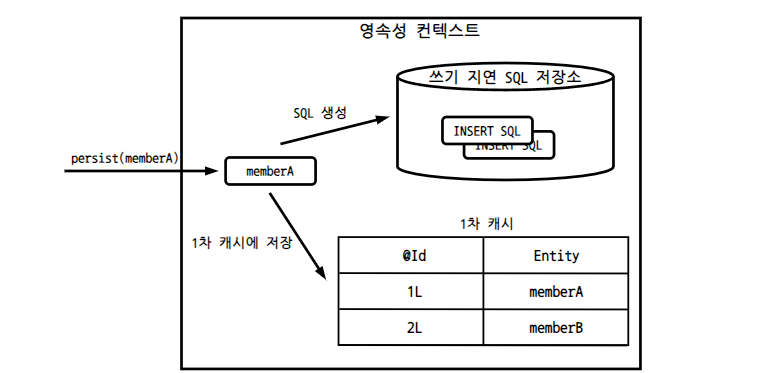 영속성 컨텍스트
쓰기 지연 SQL 저장소
SQL 생성
INSERT SQL
INSERT SQL
persist(memberA)
memberA
1차 캐시에 저장
1차 캐시
@Id Entity
1L memberA
2L memberB